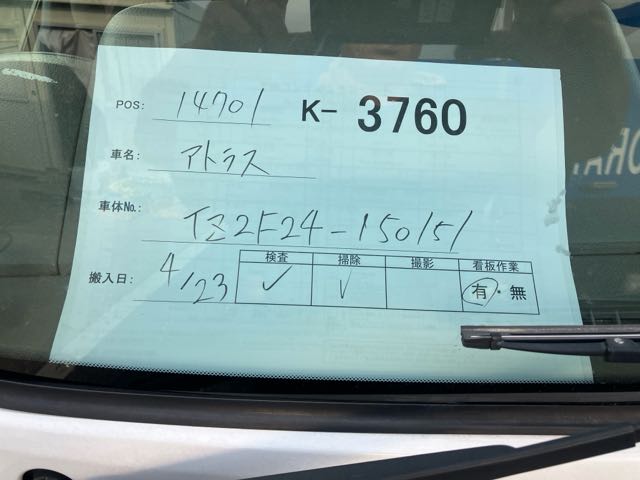 POS: 14701 K-3760
車名: アトラス
車体No.: TZ2F24-150151
搬入日: 4/23
検査 掃除 撮影 看板作業
✓ ✓ 有・無